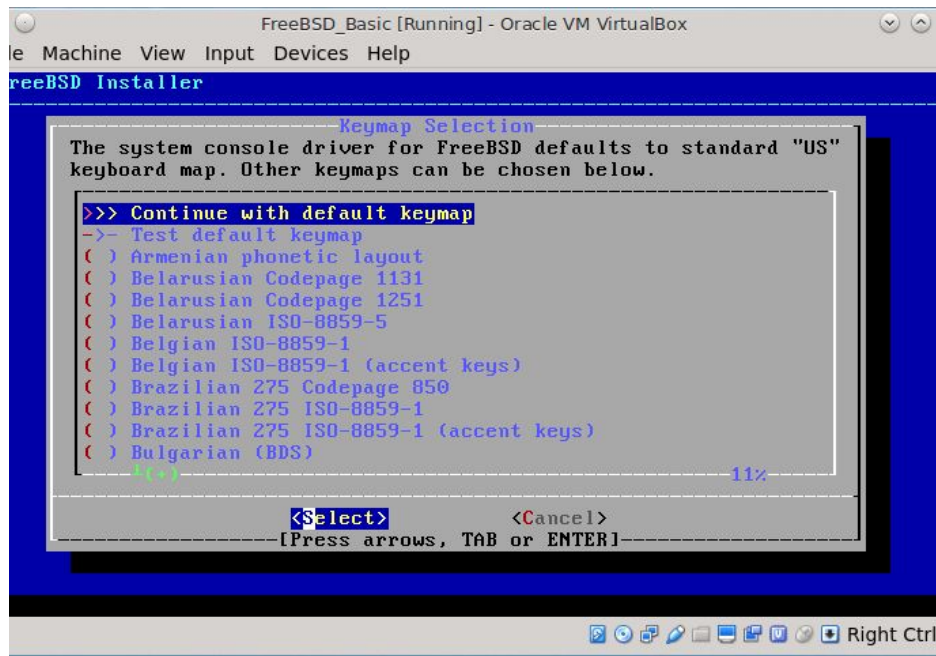 FreeBSD_Basic [Running] - Oracle VM VirtualBox
le Machine View Input Devices Help
reeBSD Installer
Keymap Selection
The system console driver for FreeBSD defaults to standard "US"
keyboard map. Other keymaps can be chosen below.
>>> Continue with default keymap
->- Test default keymap
( ) Armenian phonetic layout
( ) Belarusian Codepage 1131
( ) Belarusian Codepage 1251
( ) Belarusian ISO-8859-5
( ) Belgian ISO-8859-1
( ) Belgian ISO-8859-1 (accent keys)
( ) Brazilian 275 Codepage 850
( ) Brazilian 275 ISO-8859-1
( ) Brazilian 275 ISO-8859-1 (accent keys)
( ) Bulgarian (BDS)
(+) 11%
<Select> <Cancel>
[Press arrows, TAB or ENTER]
Right Ctrl